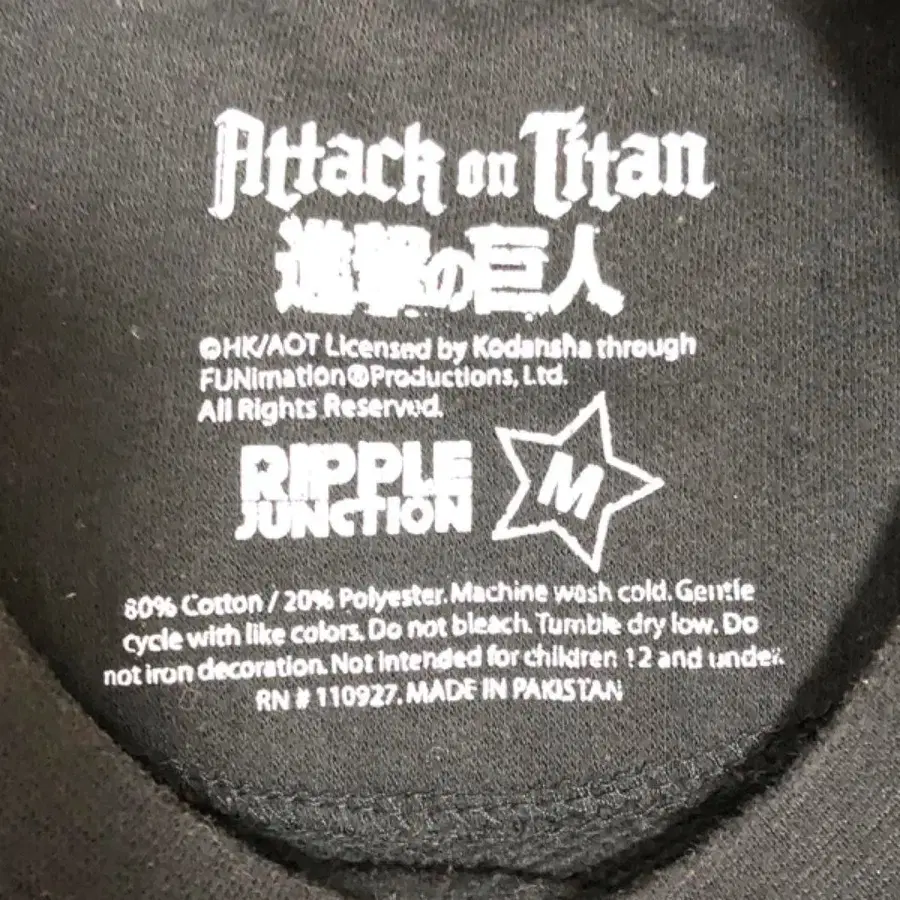 Attack on Titan
進撃の巨人
©HK/AOT Licensed by Kodansha through
FUNimation®Productions, Ltd.
All Rights Reserved.
RIPPLE
JUNCTION
M
80% Cotton / 20% Polyester. Machine wash cold. Gentle
cycle with like colors. Do not bleach. Tumble dry low. Do
not iron decoration. Not intended for children 12 and under.
RN # 110927. MADE IN PAKISTAN